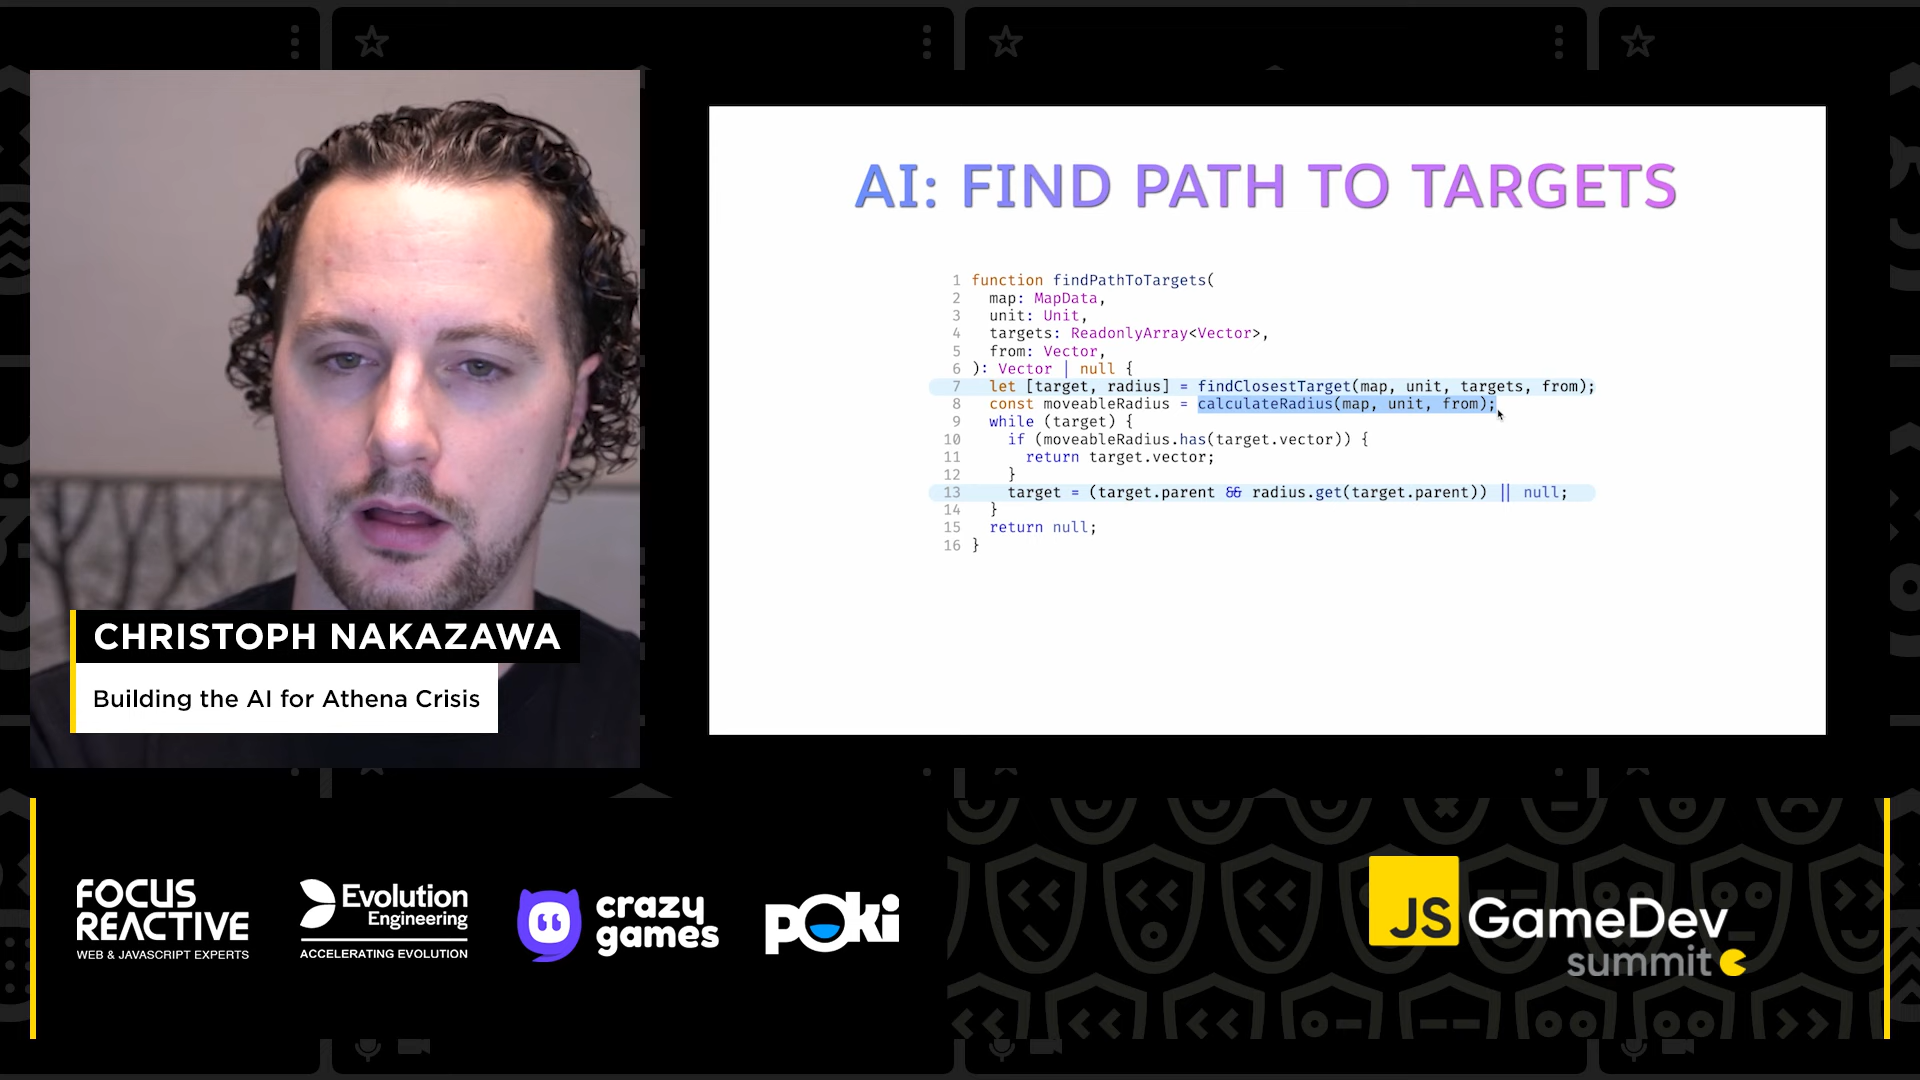 AI: FIND PATH TO TARGETS
1 function findPathToTargets(
2   map: MapData,
3   unit: Unit,
4   targets: ReadonlyArray<Vector>,
5   from: Vector,
6 ): Vector | null {
7   let [target, radius] = findClosestTarget(map, unit, targets, from);
8   const moveableRadius = calculateRadius(map, unit, from);
9   while (target) {
10     if (moveableRadius.has(target.vector)) {
11       return target.vector;
12     }
13     target = (target.parent && radius.get(target.parent)) || null;
14   }
15   return null;
16 }
CHRISTOPH NAKAZAWA
Building the AI for Athena Crisis
FOCUS
REACTIVE
WEB & JAVASCRIPT EXPERTS
Evolution
Engineering
ACCELERATING EVOLUTION
crazy
games
poki
JS GameDev
summit